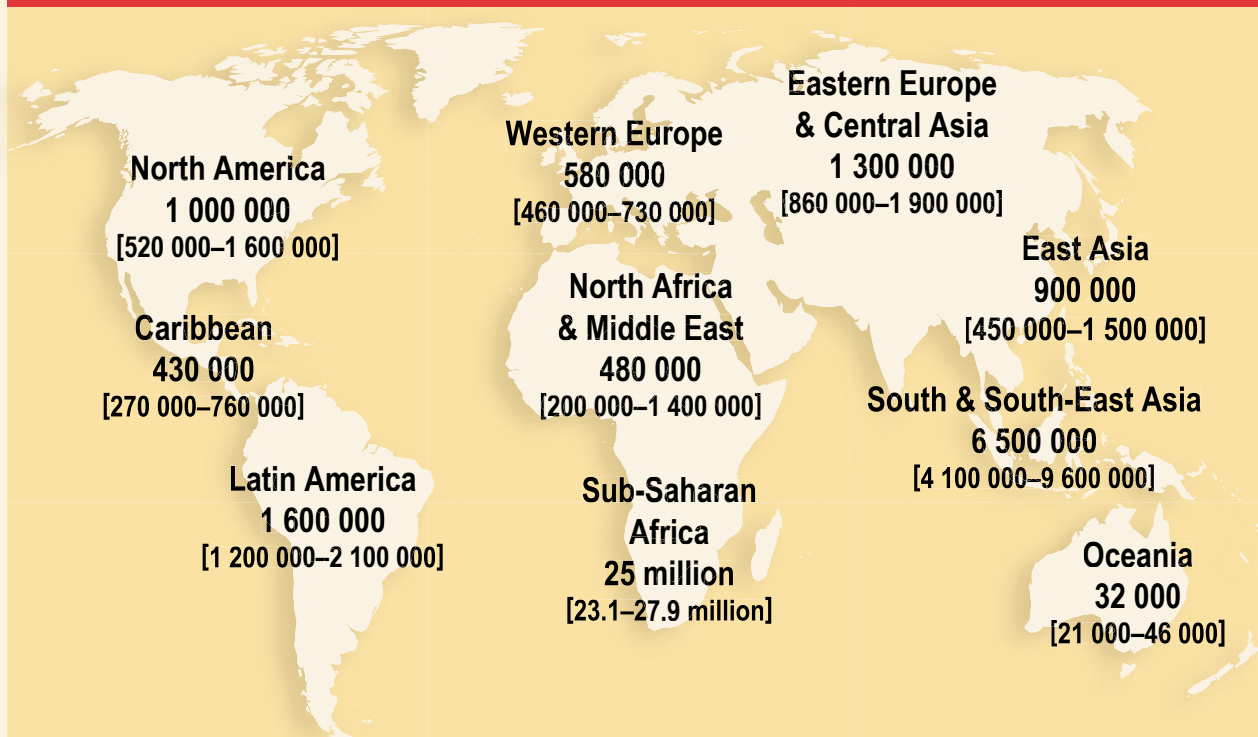 North America
1 000 000
[520 000–1 600 000]
Caribbean
430 000
[270 000–760 000]
Latin America
1 600 000
[1 200 000–2 100 000]
Western Europe
580 000
[460 000–730 000]
North Africa
& Middle East
480 000
[200 000–1 400 000]
Sub-Saharan
Africa
25 million
[23.1–27.9 million]
Eastern Europe
& Central Asia
1 300 000
[860 000–1 900 000]
East Asia
900 000
[450 000–1 500 000]
South & South-East Asia
6 500 000
[4 100 000–9 600 000]
Oceania
32 000
[21 000–46 000]